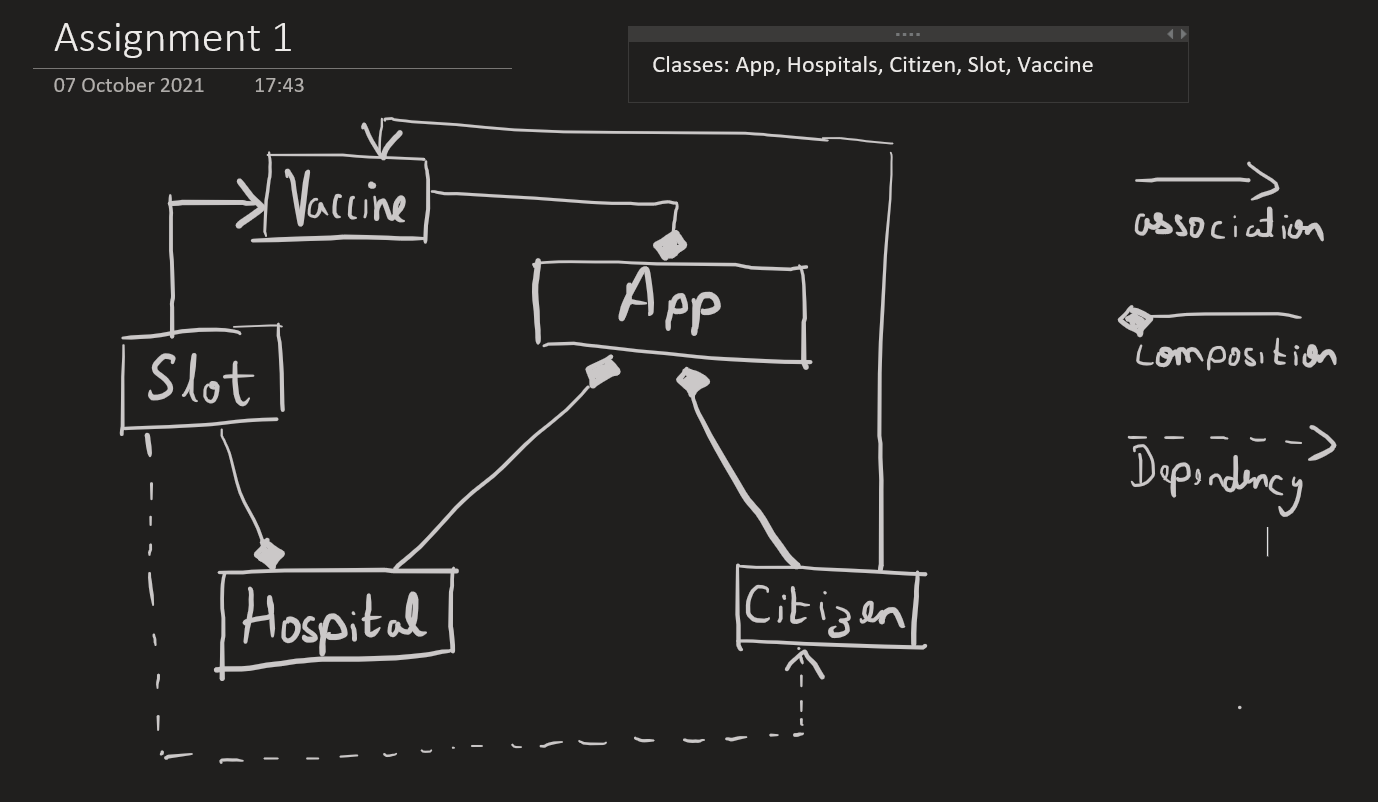 Assignment 1
07 October 2021 17:43
Classes: App, Hospitals, Citizen, Slot, Vaccine
Vaccine
App
Slot
Hospital
Citizen
association
Composition
Dependency